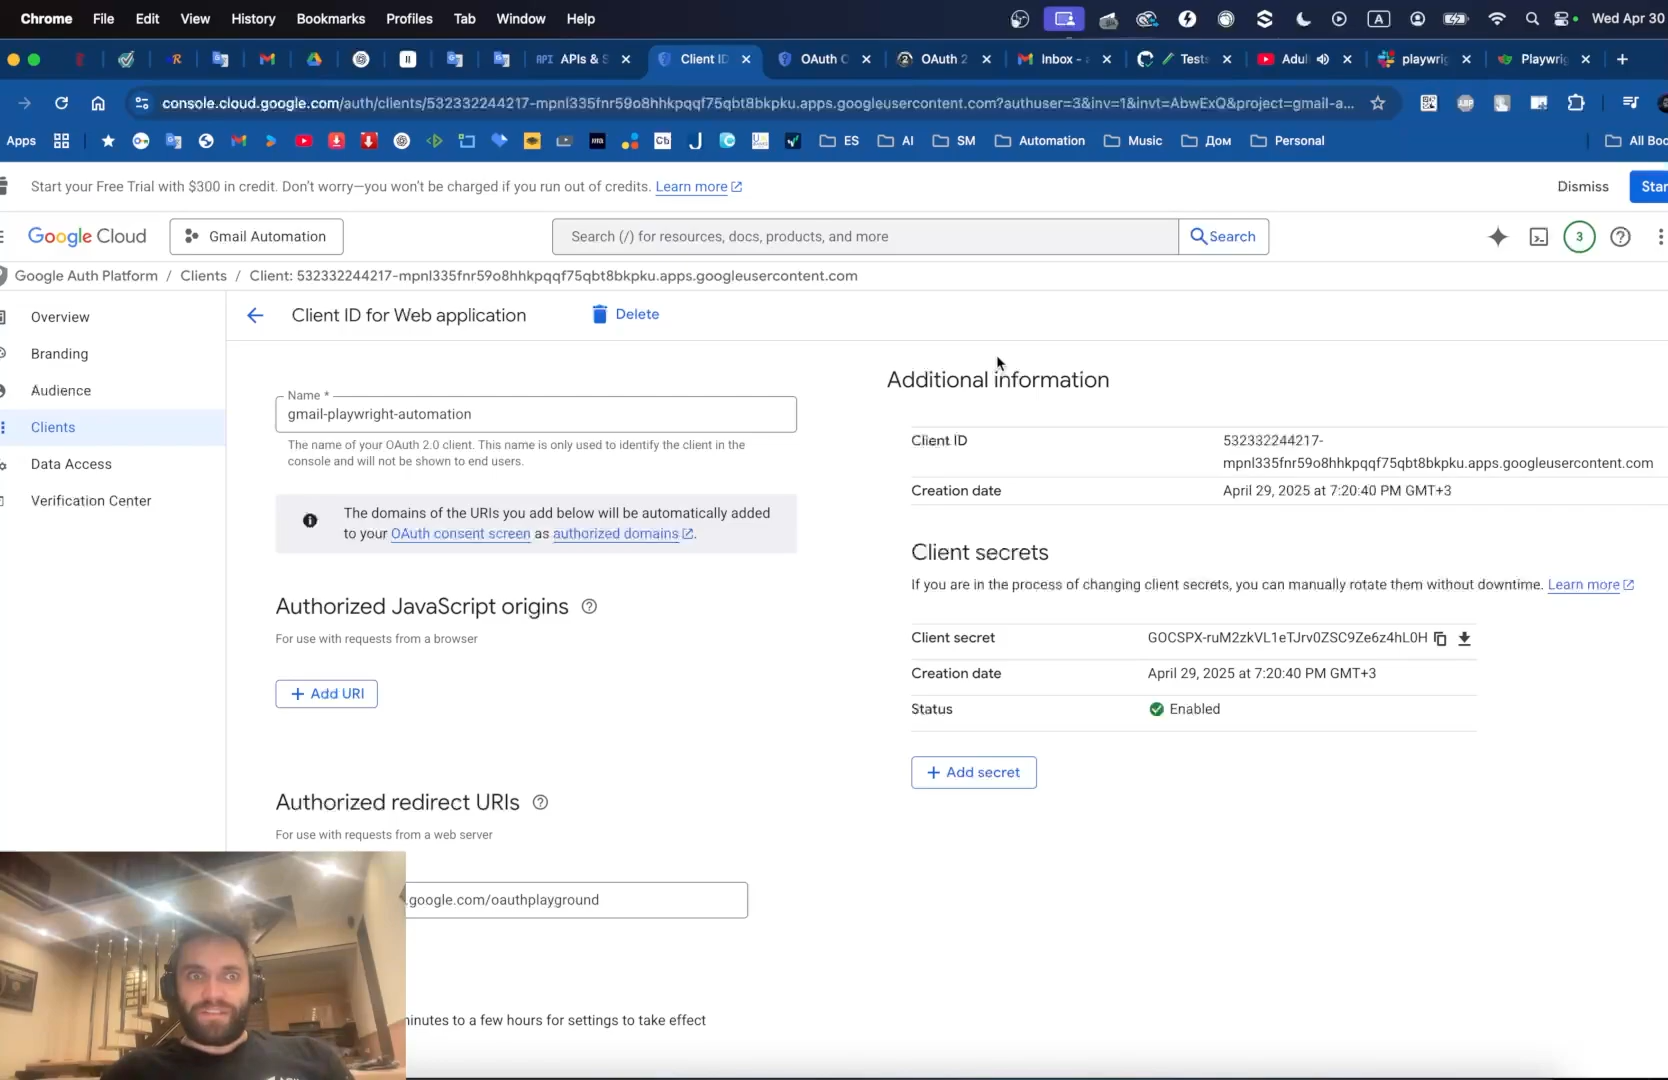 Chrome File Edit View History Bookmarks Profiles Tab Window Help
A
Wed Apr 30
APIs & S
Client ID
OAuth C
OAuth 2
Inbox -
Tests
Adul
playwrig
Playwrig
console.cloud.google.com/auth/clients/532332244217-mpnl335fnr59o8hhkpqqf75qbt8bkpku.apps.googleusercontent.com?authuser=3&inv=1&invt=AbwExQ&project=gmail-a...
Apps
ES
AI
SM
Automation
Music
Дом
Personal
All Boo
Start your Free Trial with $300 in credit. Don't worry—you won't be charged if you run out of credits. Learn more
Dismiss
Star
Google Cloud
Gmail Automation
Search (/) for resources, docs, products, and more
Search
3
Google Auth Platform / Clients / Client: 532332244217-mpnl335fnr59o8hhkpqqf75qbt8bkpku.apps.googleusercontent.com
Overview
Branding
Audience
Clients
Data Access
Verification Center
Client ID for Web application
Delete
Name *
gmail-playwright-automation
The name of your OAuth 2.0 client. This name is only used to identify the client in the
console and will not be shown to end users.
The domains of the URIs you add below will be automatically added
to your OAuth consent screen as authorized domains.
Authorized JavaScript origins
For use with requests from a browser
+ Add URI
Authorized redirect URIs
For use with requests from a web server
.google.com/oauthplayground
minutes to a few hours for settings to take effect
Additional information
Client ID
532332244217-
mpnl335fnr59o8hhkpqqf75qbt8bkpku.apps.googleusercontent.com
Creation date
April 29, 2025 at 7:20:40 PM GMT+3
Client secrets
If you are in the process of changing client secrets, you can manually rotate them without downtime. Learn more
Client secret
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
Creation date
April 29, 2025 at 7:20:40 PM GMT+3
Status
Enabled
+ Add secret